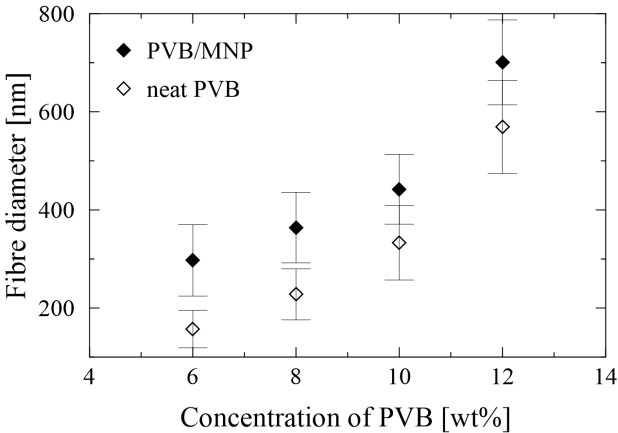 800
600
400
200
Fibre diameter [nm]
PVB/MNP
neat PVB
4 6 8 10 12 14
Concentration of PVB [wt%]